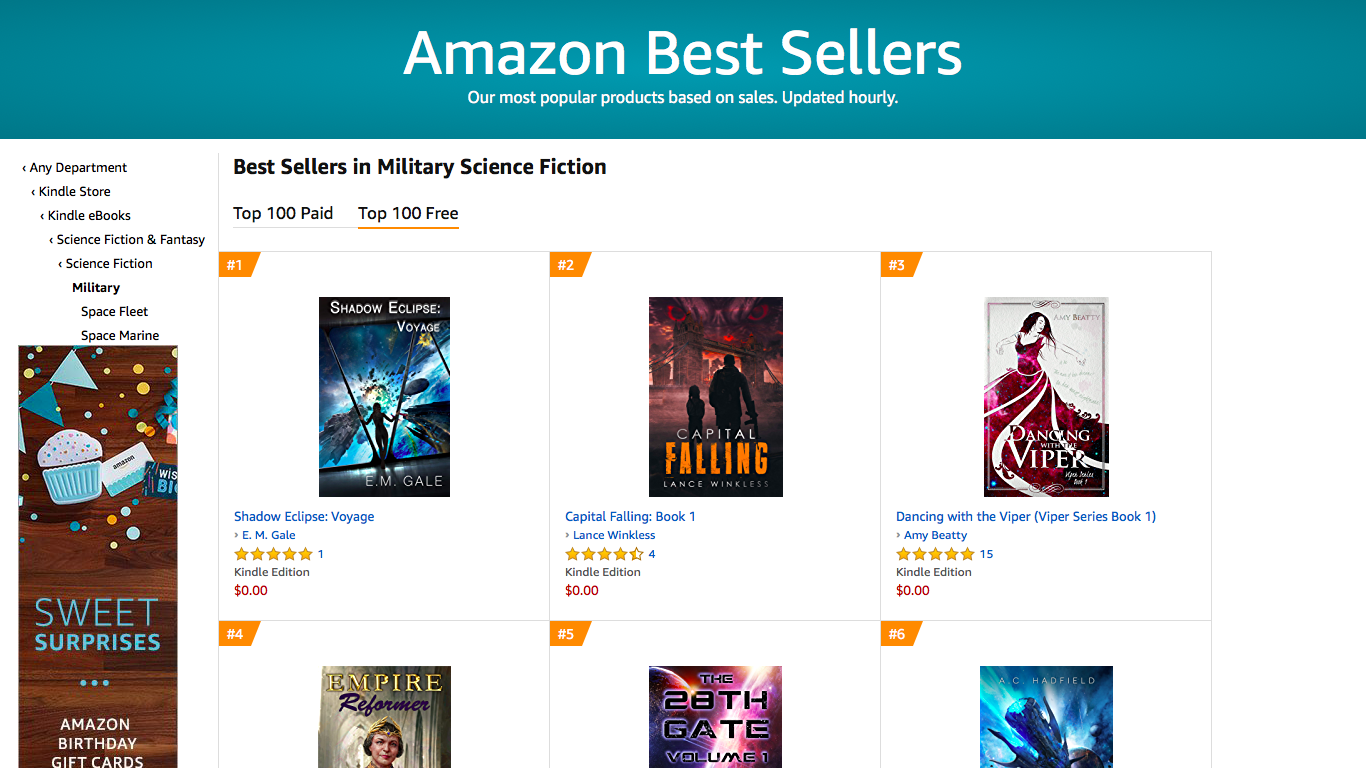 Amazon Best Sellers
Our most popular products based on sales. Updated hourly.
‹ Any Department
‹ Kindle Store
‹ Kindle eBooks
‹ Science Fiction & Fantasy
‹ Science Fiction
Military
Space Fleet
Space Marine
amazon
SWEET
SURPRISES
AMAZON
BIRTHDAY
GIFT CARDS
Best Sellers in Military Science Fiction
Top 100 Paid
Top 100 Free
#1
SHADOW ECLIPSE:
VOYAGE
E.M. GALE
Shadow Eclipse: Voyage
› E. M. Gale
1
Kindle Edition
$0.00
#2
CAPITAL
FALLING
LANCE WINKLESS
Capital Falling: Book 1
› Lance Winkless
4
Kindle Edition
$0.00
#3
AMY BEATTY
DANCING
WITH THE
VIPER
Viper Series
Book 1
Dancing with the Viper (Viper Series Book 1)
› Amy Beatty
15
Kindle Edition
$0.00
#4
EMPIRE
Reformer
#5
THE
28TH
GATE
VOLUME 1
#6
A.C. HADFIELD